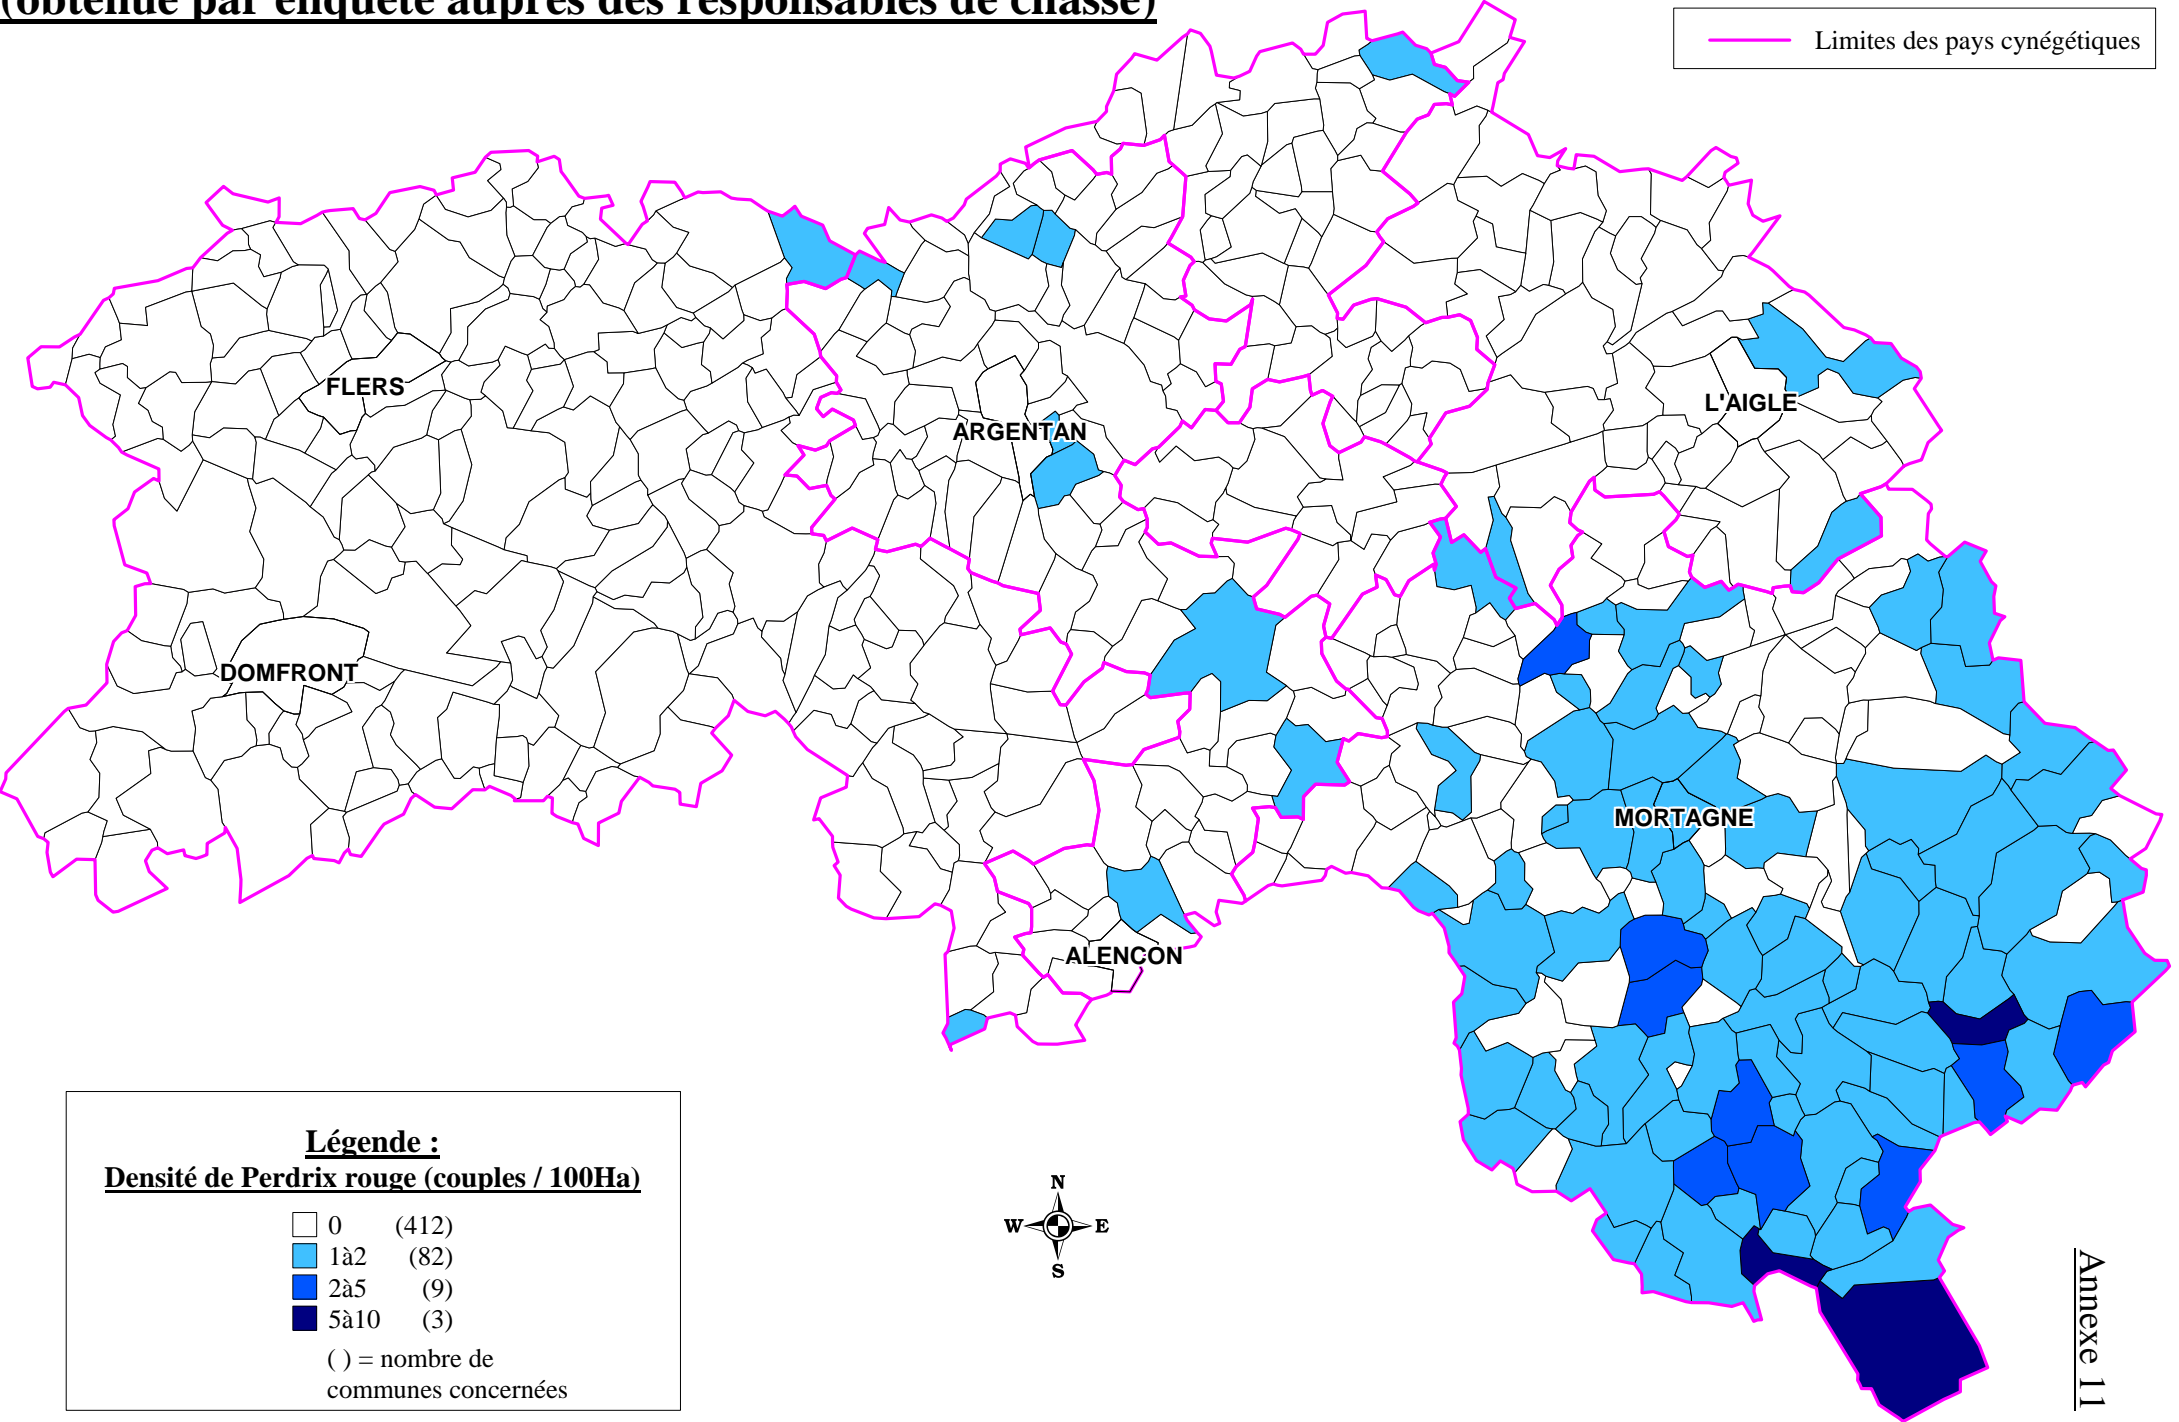 (obtenue par enquête auprès des responsables de chasse)
Limites des pays cynégétiques
FLERS
ARGENTAN
L'AIGLE
DOMFRONT
MORTAGNE
ALENCON
Légende :
Densité de Perdrix rouge (couples / 100Ha)
0 (412)
1à2 (82)
2à5 (9)
5à10 (3)
( ) = nombre de
communes concernées
N
W E
S
Annexe 11